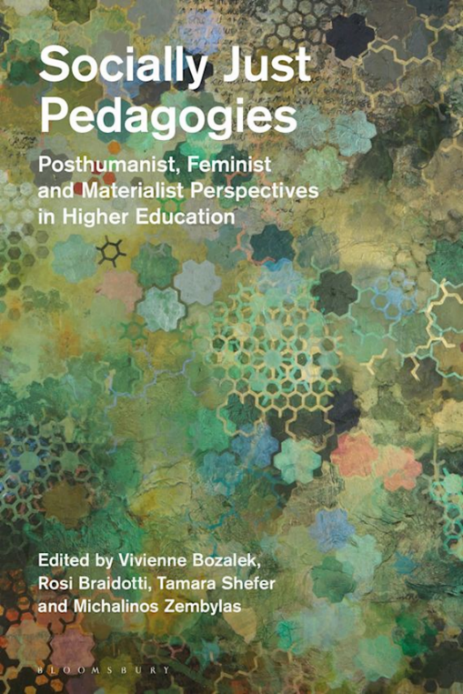 Socially Just
Pedagogies
Posthumanist, Feminist
and Materialist Perspectives
in Higher Education
Edited by Vivienne Bozalek,
Rosi Braidotti, Tamara Shefer
and Michalinos Zembylas
BLOOMSBURY